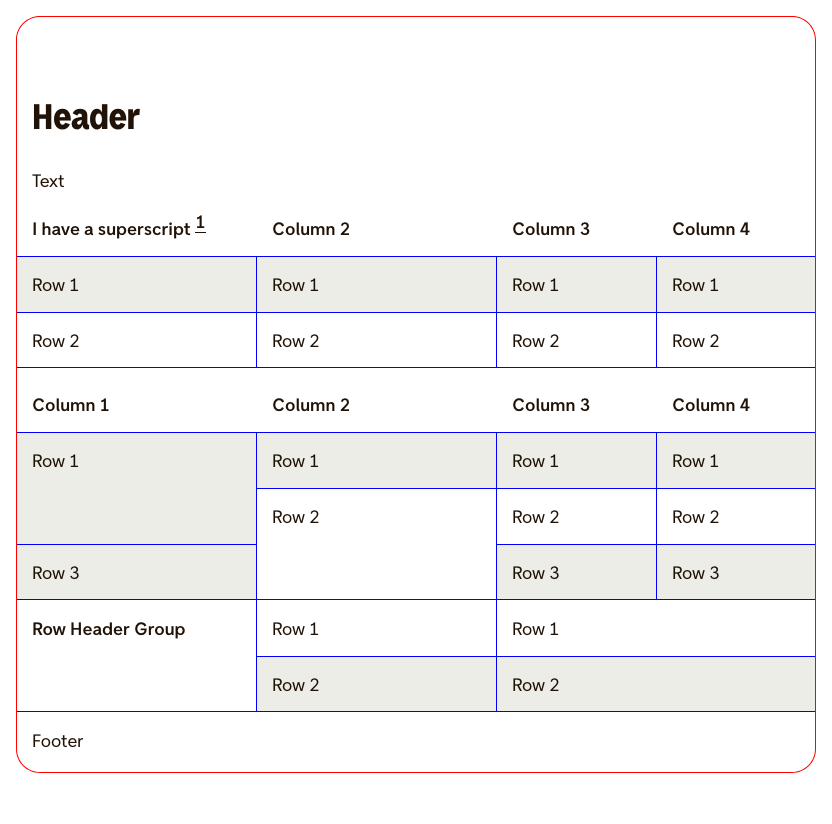 Header
Text
I have a superscript 1 Column 2 Column 3 Column 4
Row 1 Row 1 Row 1 Row 1
Row 2 Row 2 Row 2 Row 2
Column 1 Column 2 Column 3 Column 4
Row 1 Row 1 Row 1 Row 1
Row 2 Row 2 Row 2
Row 3 Row 3 Row 3
Row Header Group Row 1 Row 1
Row 2 Row 2
Footer